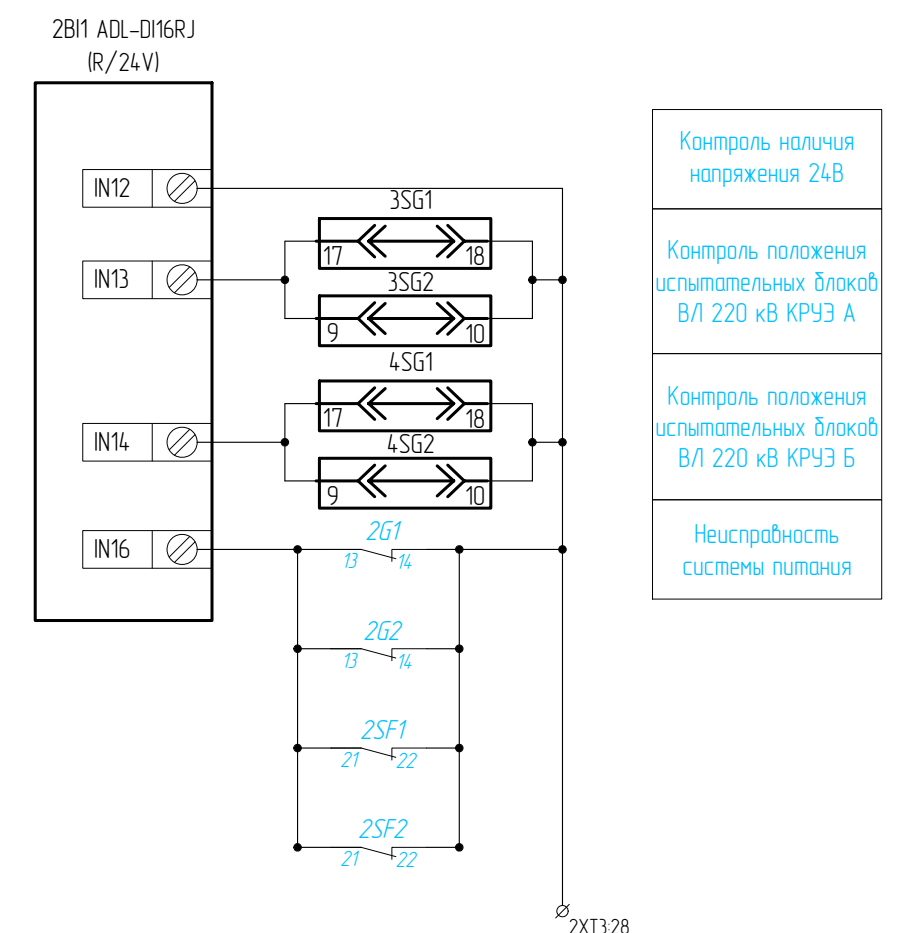 2BI1 ADL-DI16RJ
(R/24V)
IN12
3SG1
17
18
IN13
3SG2
9
10
4SG1
17
18
IN14
4SG2
9
10
IN16
2G1
13
14
2G2
13
14
2SF1
21
22
2SF2
21
22
2XT3:28
Контроль наличия
напряжения 24В
Контроль положения
испытательных блоков
ВЛ 220 кВ КРУЭ А
Контроль положения
испытательных блоков
ВЛ 220 кВ КРУЭ Б
Неисправность
системы питания